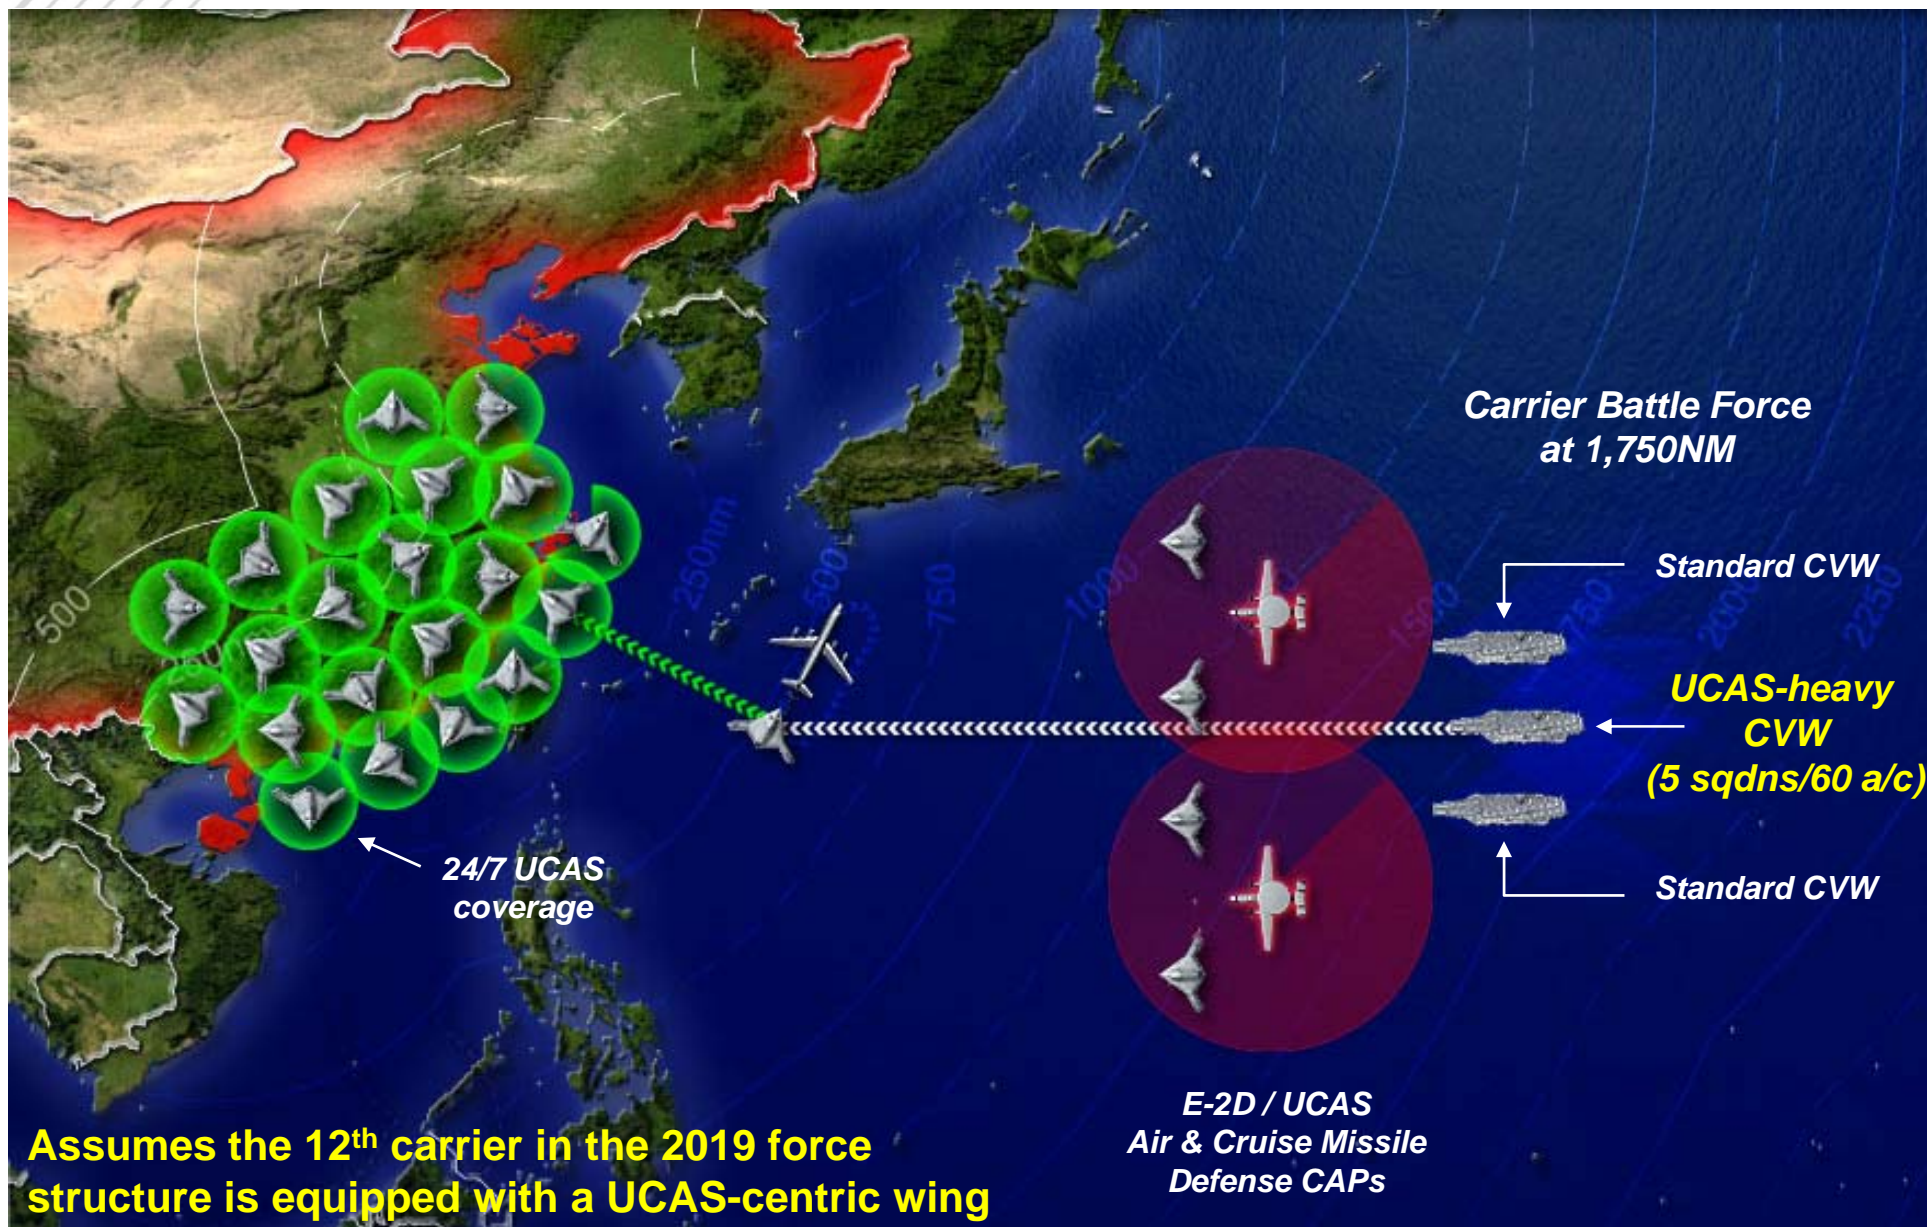 Carrier Battle Force
at 1,750NM
Standard CVW
UCAS-heavy
CVW
(5 sqdns/60 a/c)
Standard CVW
250nm
500
750
1000
1500
1750
2000
2250
500
24/7 UCAS
coverage
E-2D / UCAS
Air & Cruise Missile
Defense CAPs
Assumes the 12th carrier in the 2019 force
structure is equipped with a UCAS-centric wing